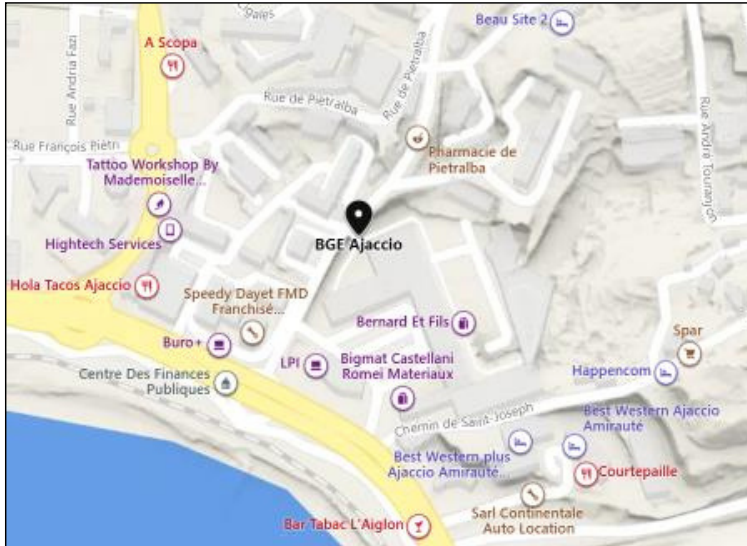 Cigales
Beau Site 2
A Scopa
Rue Andria Fazi
Rue de Pietralba
Rue de Pietralba
Rue André Touranjon
Rue François Piétri
Pharmacie de
Pietralba
Tattoo Workshop By
Mademoiselle...
BGE Ajaccio
Hightech Services
Hola Tacos Ajaccio
Speedy Dayet FMD
Franchisé...
Bernard Et Fils
Spar
Buro+
LPI
Bigmat Castellani
Romei Materiaux
Happencom
Centre Des Finances
Publiques
Chemin de Saint-Joseph
Best Western Ajaccio
Amirauté
Best Western plus
Ajaccio Amirauté...
Courtepaille
Sarl Continentale
Auto Location
Bar Tabac L'Aiglon